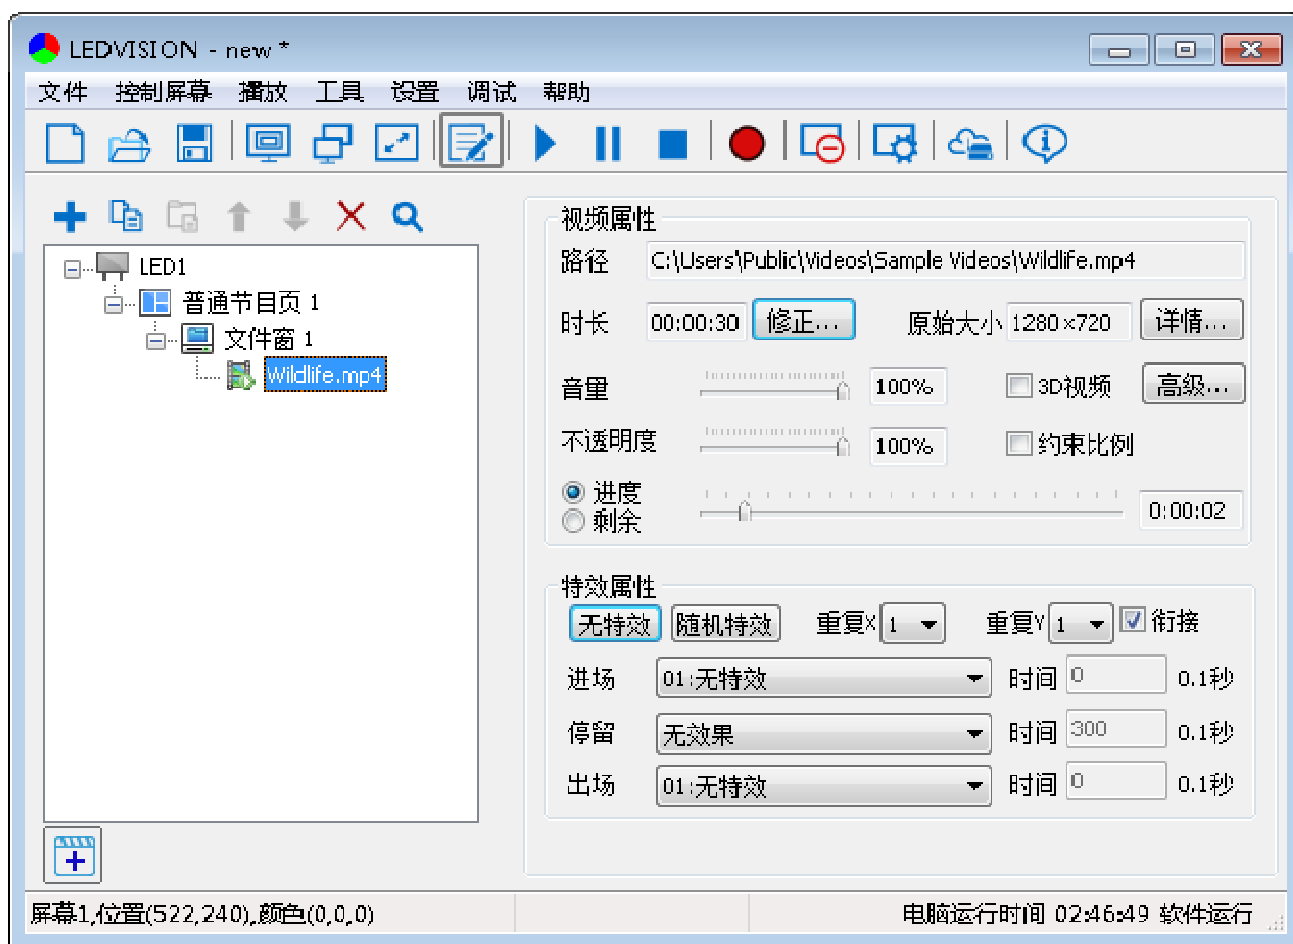 LEDVISION - new *
文件 控制屏幕 播放 工具 设置 调试 帮助
LED1
普通节目页 1
文件窗 1
Wildlife.mp4
视频属性
路径 C:\Users\Public\Videos\Sample Videos\Wildlife.mp4
时长 00:00:30 修正... 原始大小 1280×720 详情...
音量 100% 3D视频 高级...
不透明度 100% 约束比例
进度
剩余
0:00:02
特效属性
无特效 随机特效 重复X 1 重复Y 1 衔接
进场 01:无特效 时间 0 0.1秒
停留 无效果 时间 300 0.1秒
出场 01:无特效 时间 0 0.1秒
屏幕1,位置(522,240),颜色(0,0,0) 电脑运行时间 02:46:49 软件运行